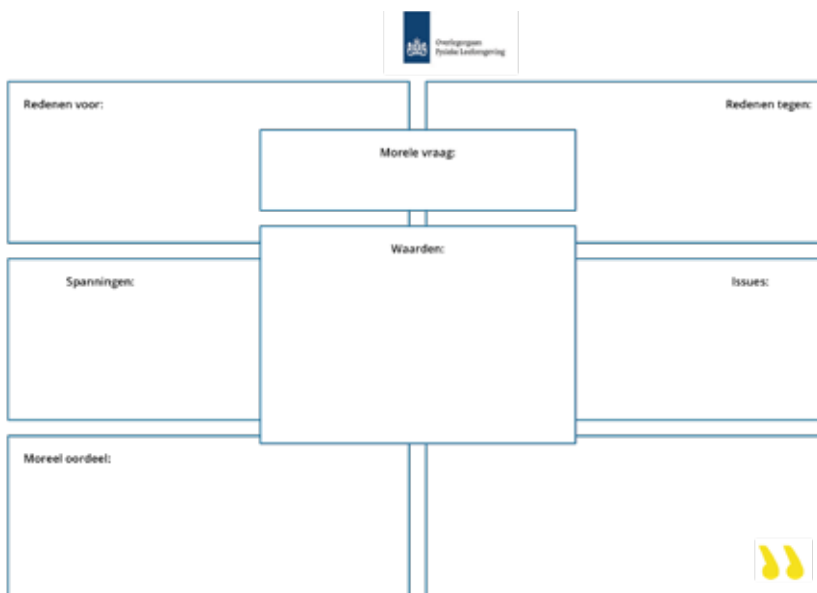 Overlegorgaan
Fysieke Leefomgeving
Redenen voor:
Redenen tegen:
Morele vraag:
Waarden:
Spanningen:
Issues:
Moreel oordeel: